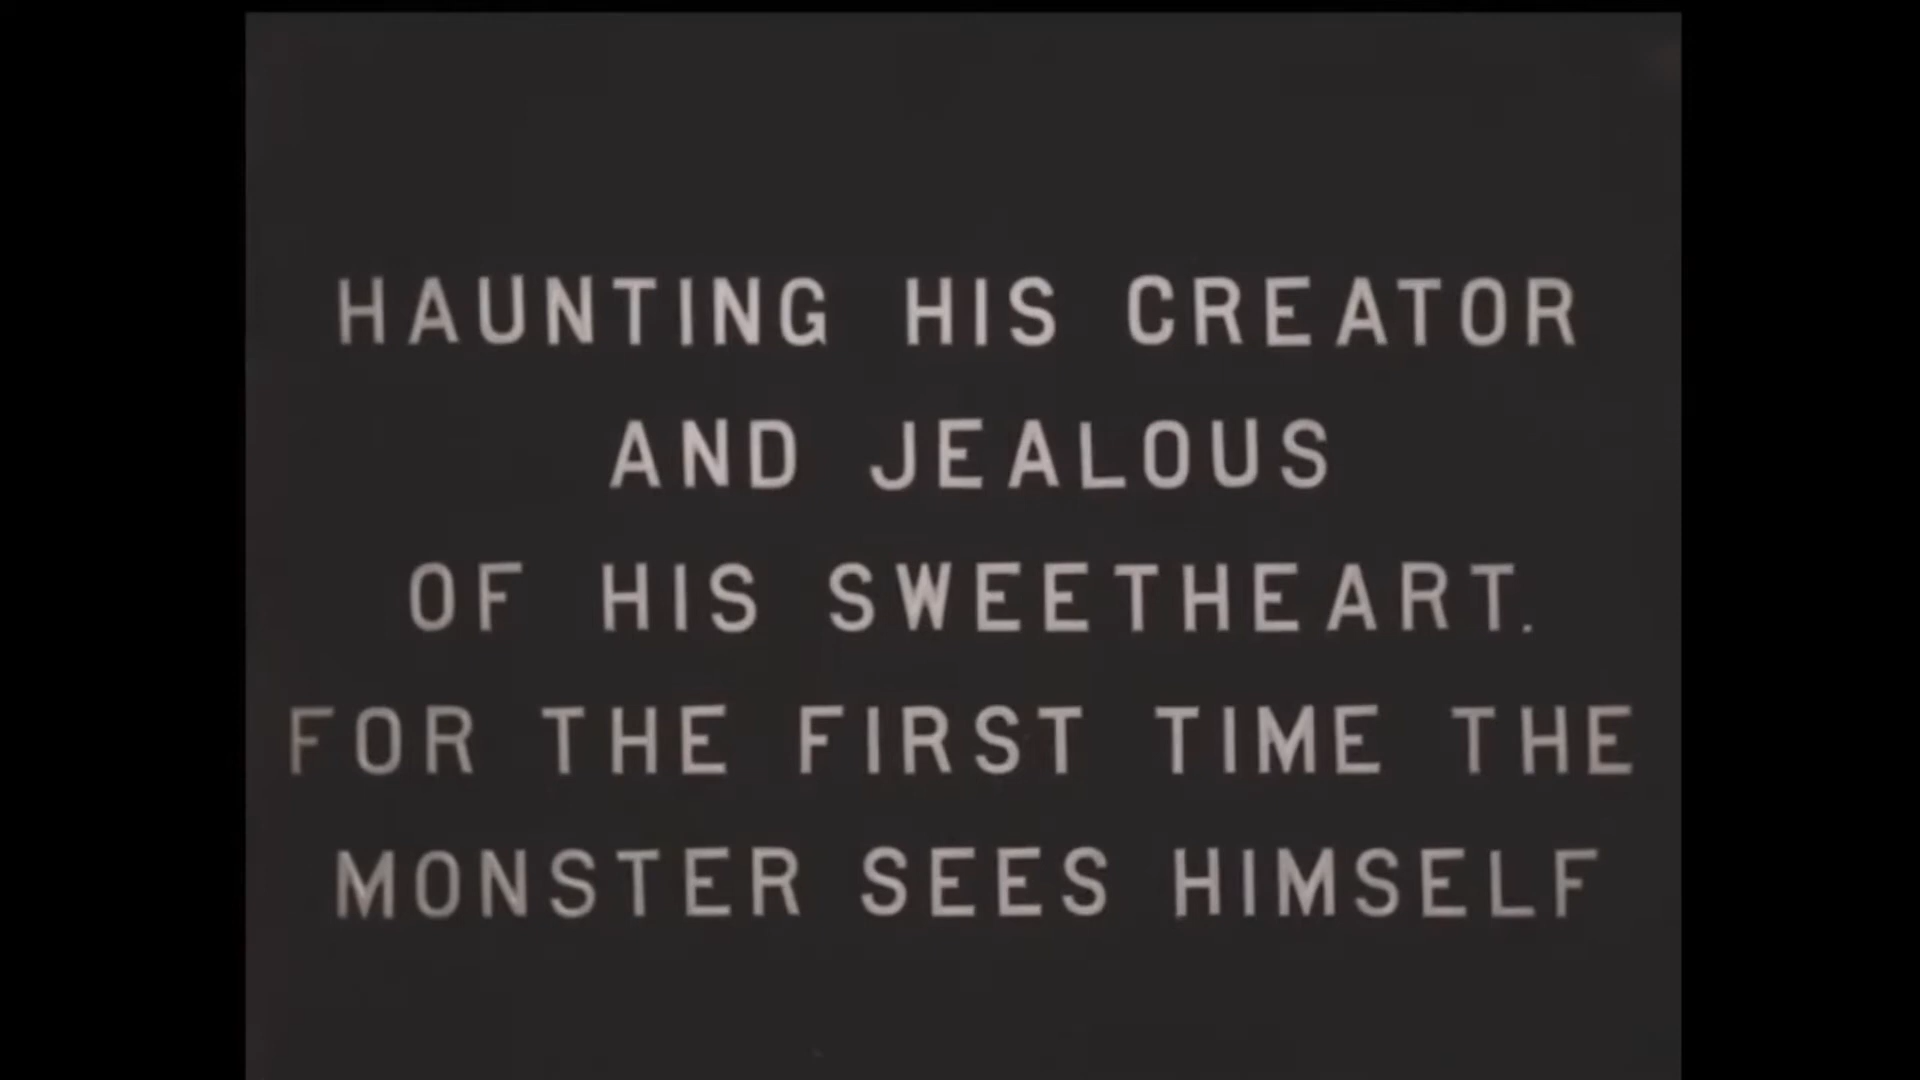 HAUNTING HIS CREATOR
AND JEALOUS
OF HIS SWEETHEART.
FOR THE FIRST TIME THE
MONSTER SEES HIMSELF